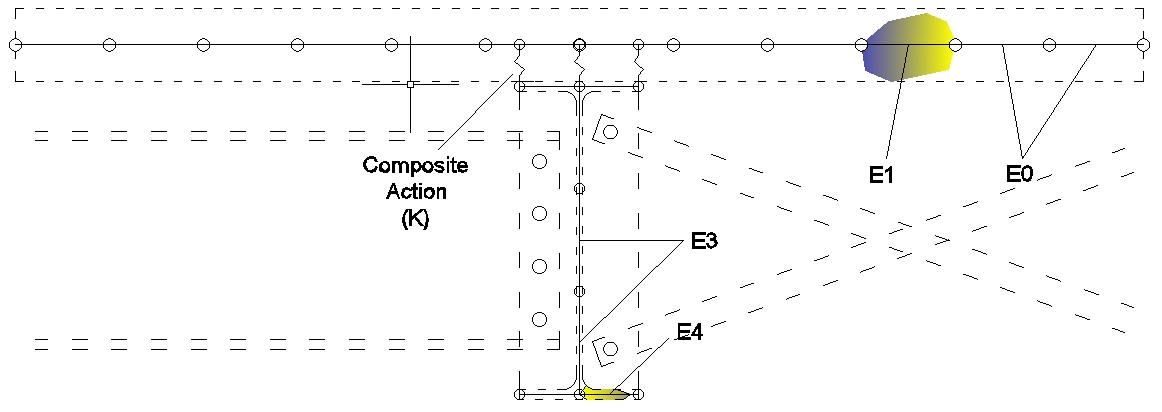 Composite
Action
(K)
E1
E0
E3
E4